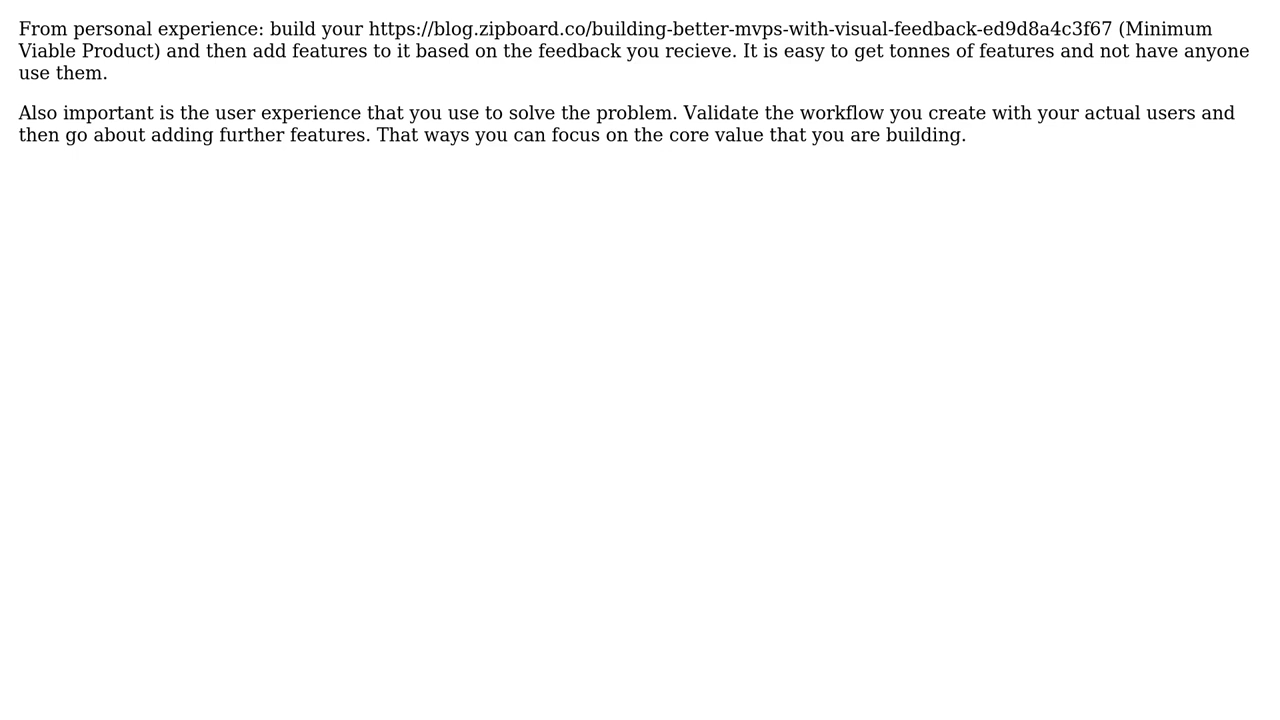 From personal experience: build your https://blog.zipboard.co/building-better-mvps-with-visual-feedback-ed9d8a4c3f67 (Minimum
Viable Product) and then add features to it based on the feedback you recieve. It is easy to get tonnes of features and not have anyone
use them.
Also important is the user experience that you use to solve the problem. Validate the workflow you create with your actual users and
then go about adding further features. That ways you can focus on the core value that you are building.